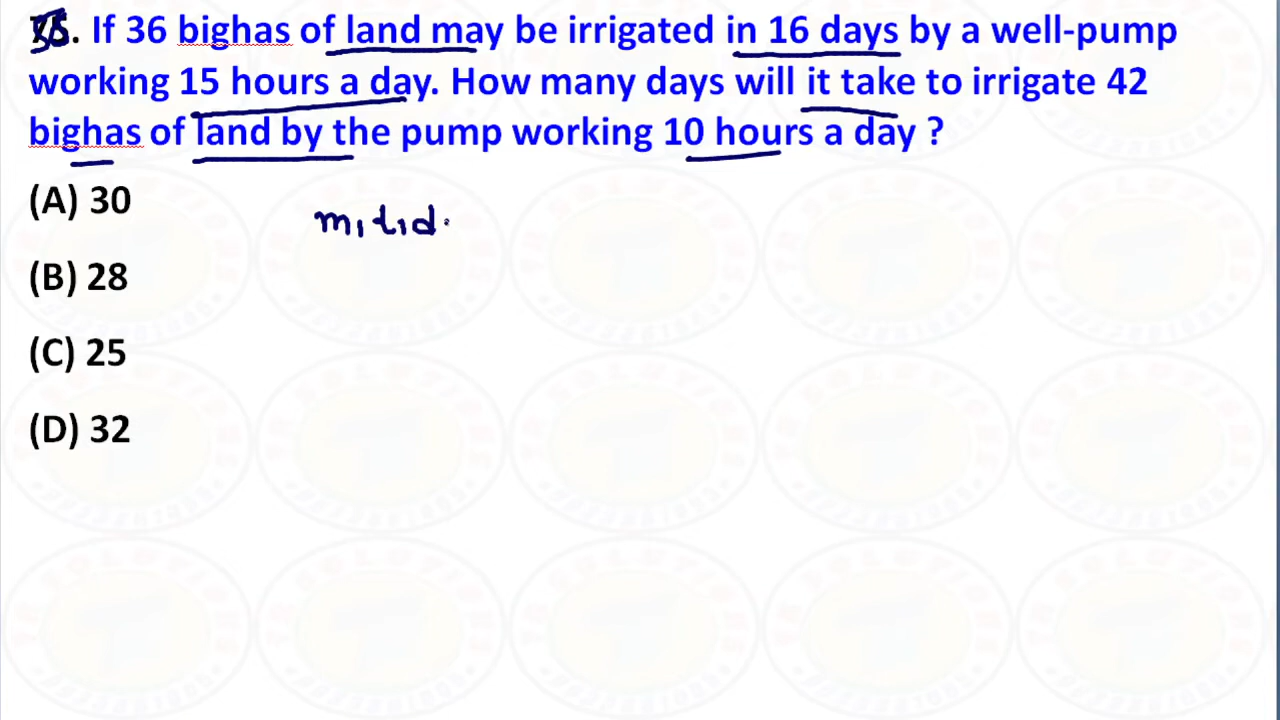 . If 36 bighas of land may be irrigated in 16 days by a well-pump
working 15 hours a day. How many days will it take to irrigate 42
bighas of land by the pump working 10 hours a day ?
(A) 30
m₁ t₁ d.
(B) 28
(C) 25
(D) 32